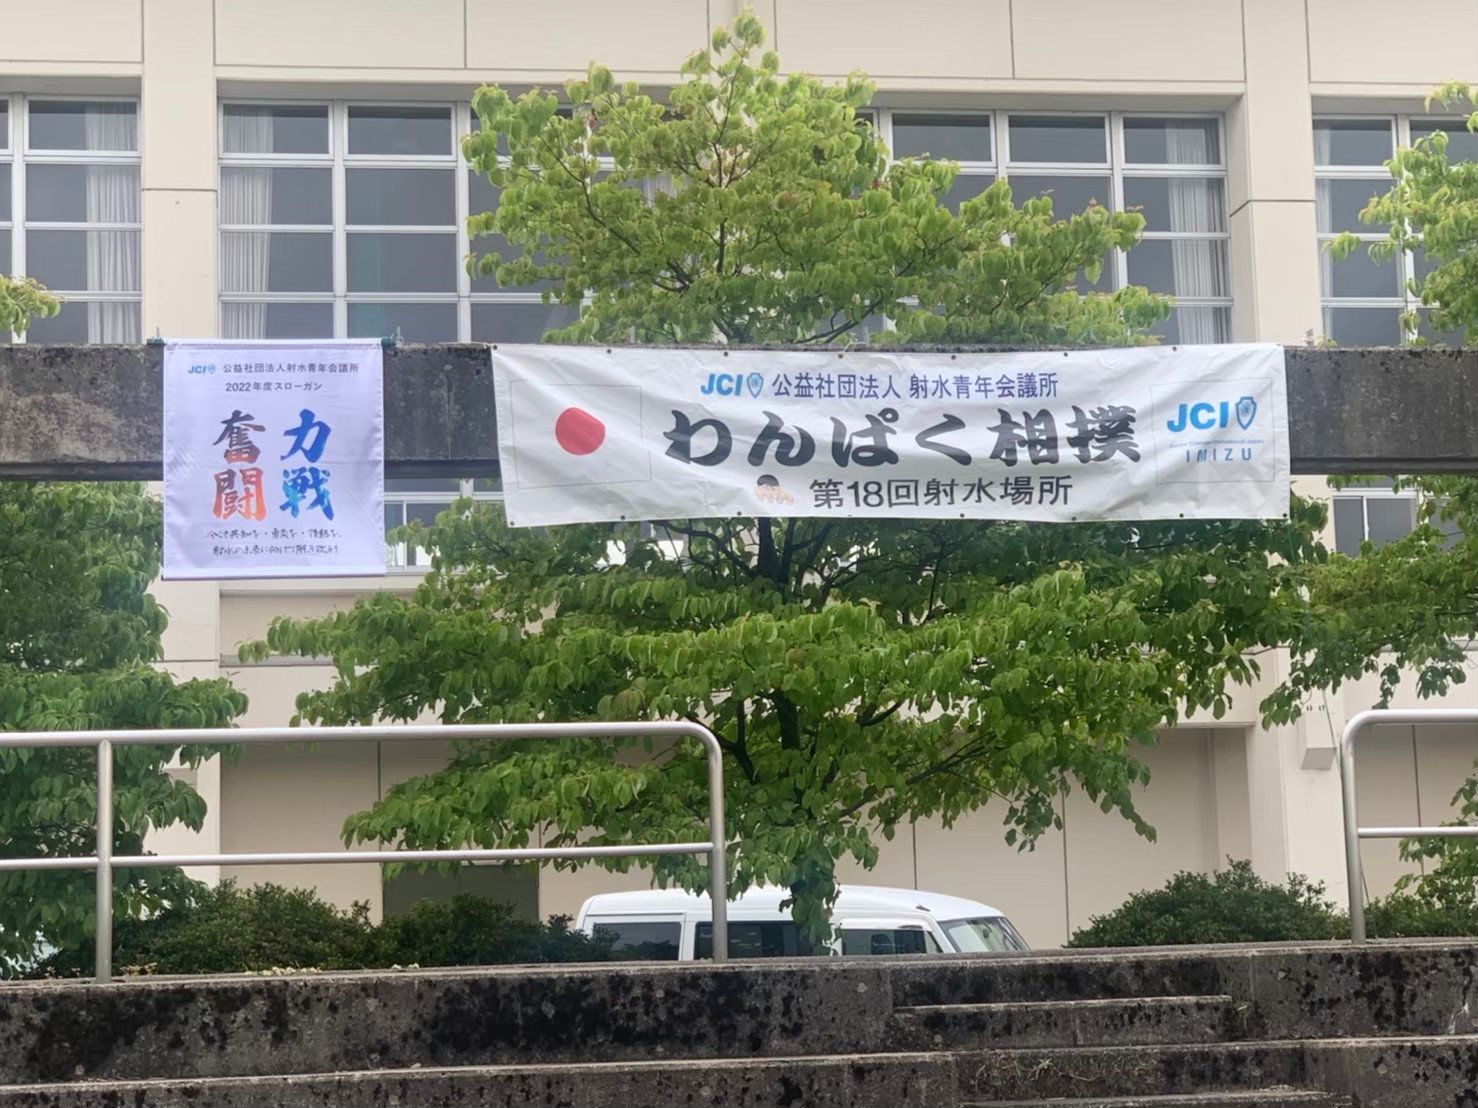 JCI 公益社団法人射水青年会議所
2022年度スローガン
力戦
奮闘
JCI 公益社団法人 射水青年会議所
わんぱく相撲
第18回射水場所
JCI
IMIZU